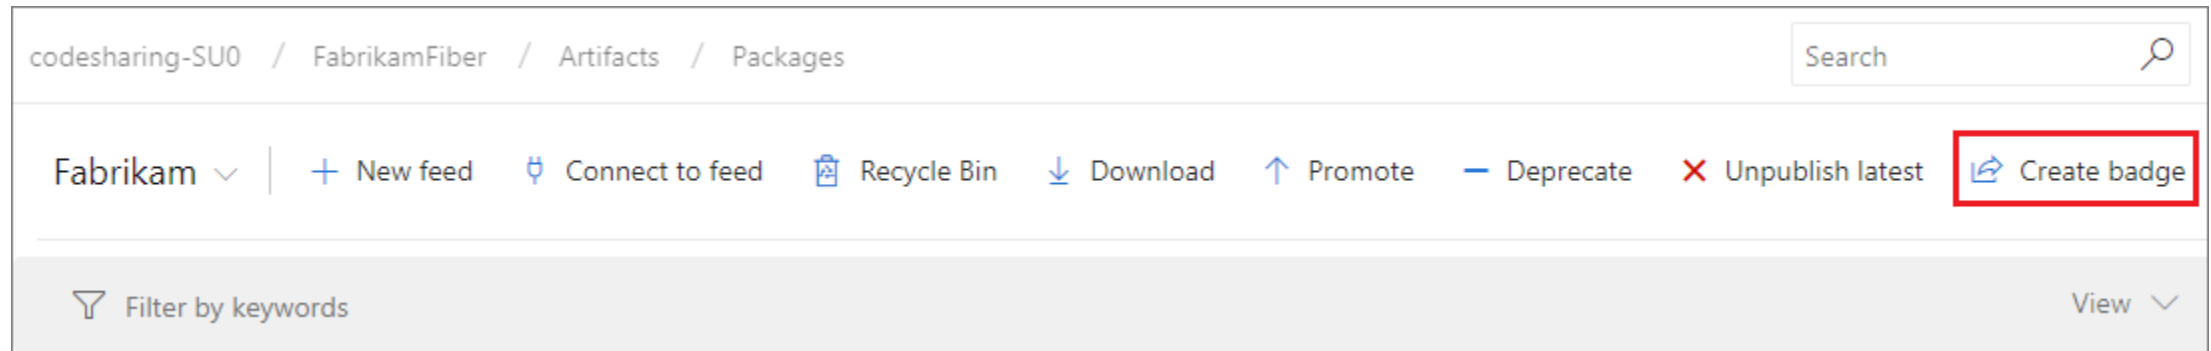 codesharing-SU0 / FabrikamFiber / Artifacts / Packages Search
Fabrikam New feed Connect to feed Recycle Bin Download Promote Deprecate Unpublish latest Create badge
Filter by keywords View